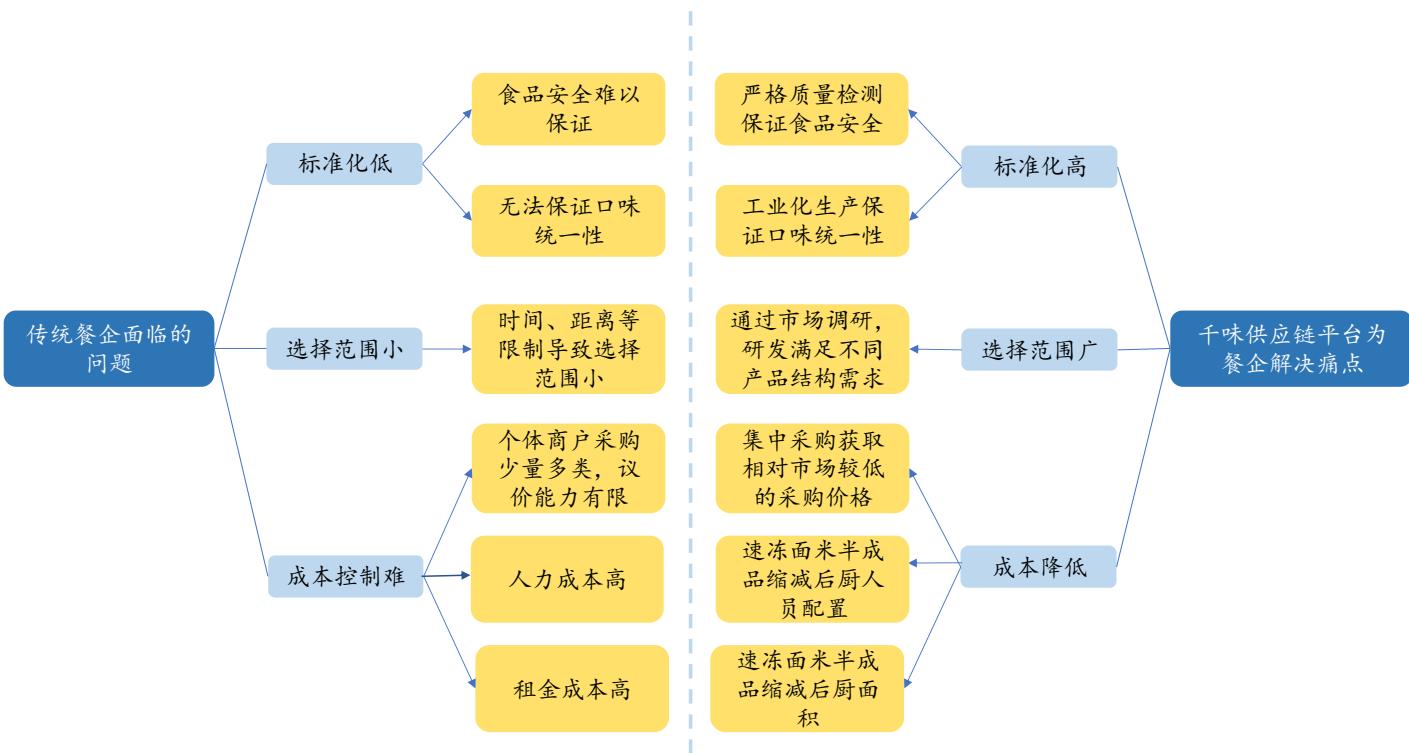 传统餐企面临的
问题
标准化低
食品安全难以
保证
无法保证口味
统一性
选择范围小
时间、距离等
限制导致选择
范围小
成本控制难
个体商户采购
少量多类，议
价能力有限
人力成本高
租金成本高
严格质量检测
保证食品安全
工业化生产保
证口味统一性
标准化高
通过市场调研，
研发满足不同
产品结构需求
选择范围广
集中采购获取
相对市场较低
的采购价格
速冻面米半成
品缩减后厨人
员配置
速冻面米半成
品缩减后厨面
积
成本降低
千味供应链平台为
餐企解决痛点